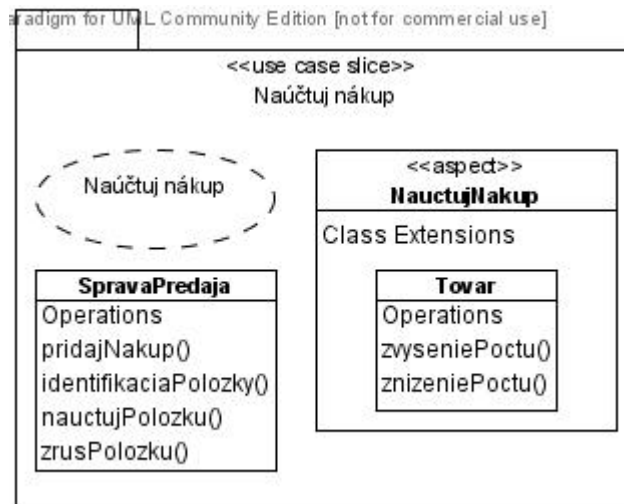 radigm for UML Community Edition [not for commercial use]
<<use case slice>>
Naúčtuj nákup
Naúčtuj nákup
SpravaPredaja
Operations
pridajNakup()
identifikaciaPolozky()
nauctujPolozku()
zrusPolozku()
<<aspect>>
NauctujNakup
Class Extensions
Tovar
Operations
zvyseniePoctu()
znizeniePoctu()